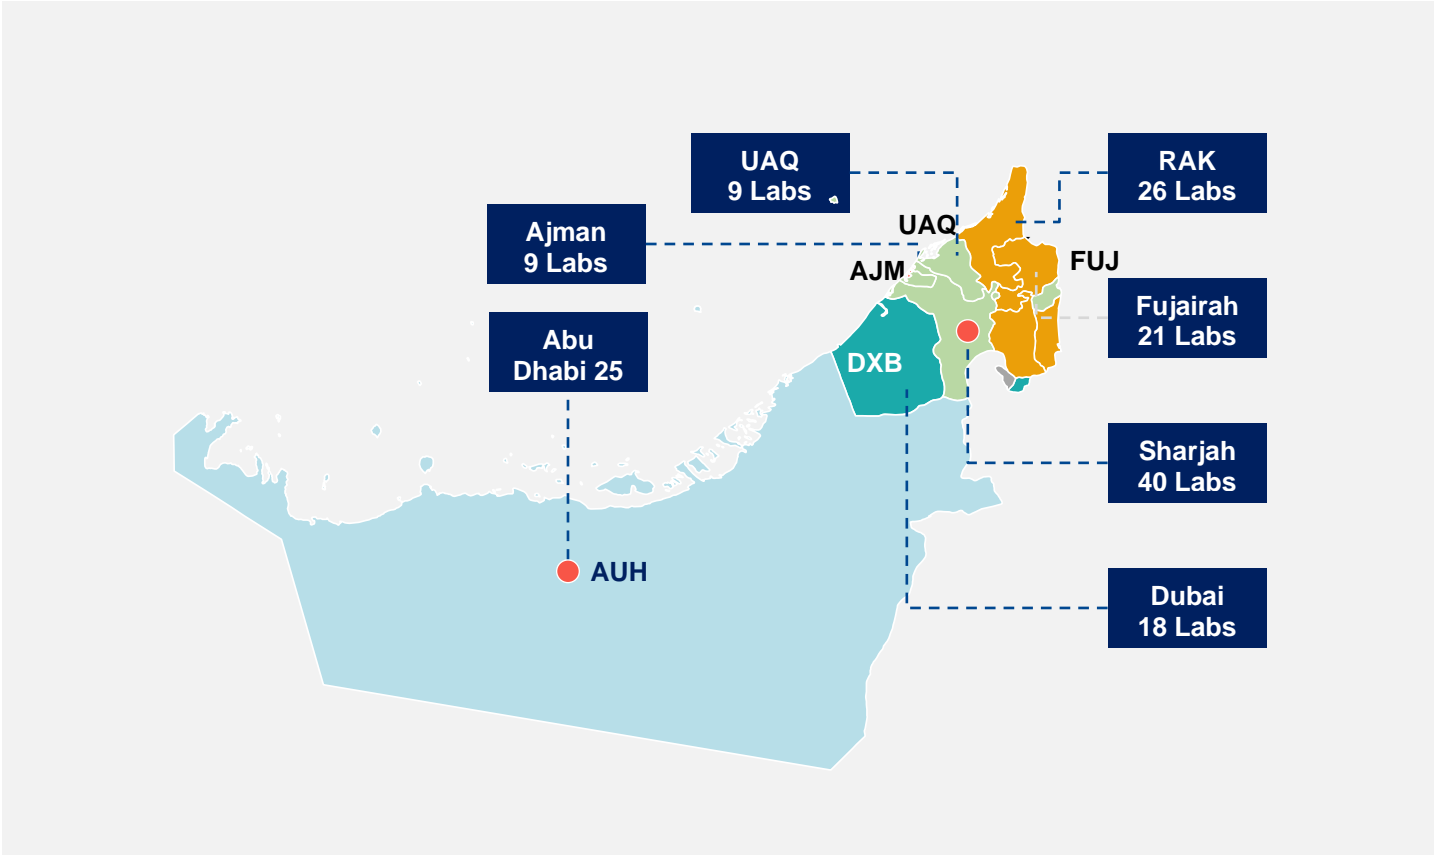 UAQ
9 Labs
RAK
26 Labs
Ajman
9 Labs
UAQ
AJM
FUJ
Fujairah
21 Labs
Abu
Dhabi 25
DXB
Sharjah
40 Labs
AUH
Dubai
18 Labs